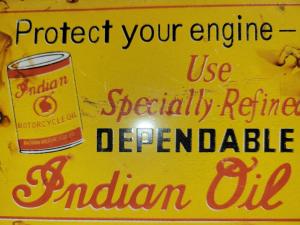 Protect your engine —
Use
Specially-Refined
DEPENDABLE
Indian Oil
Indian
MOTORCYCLE OIL